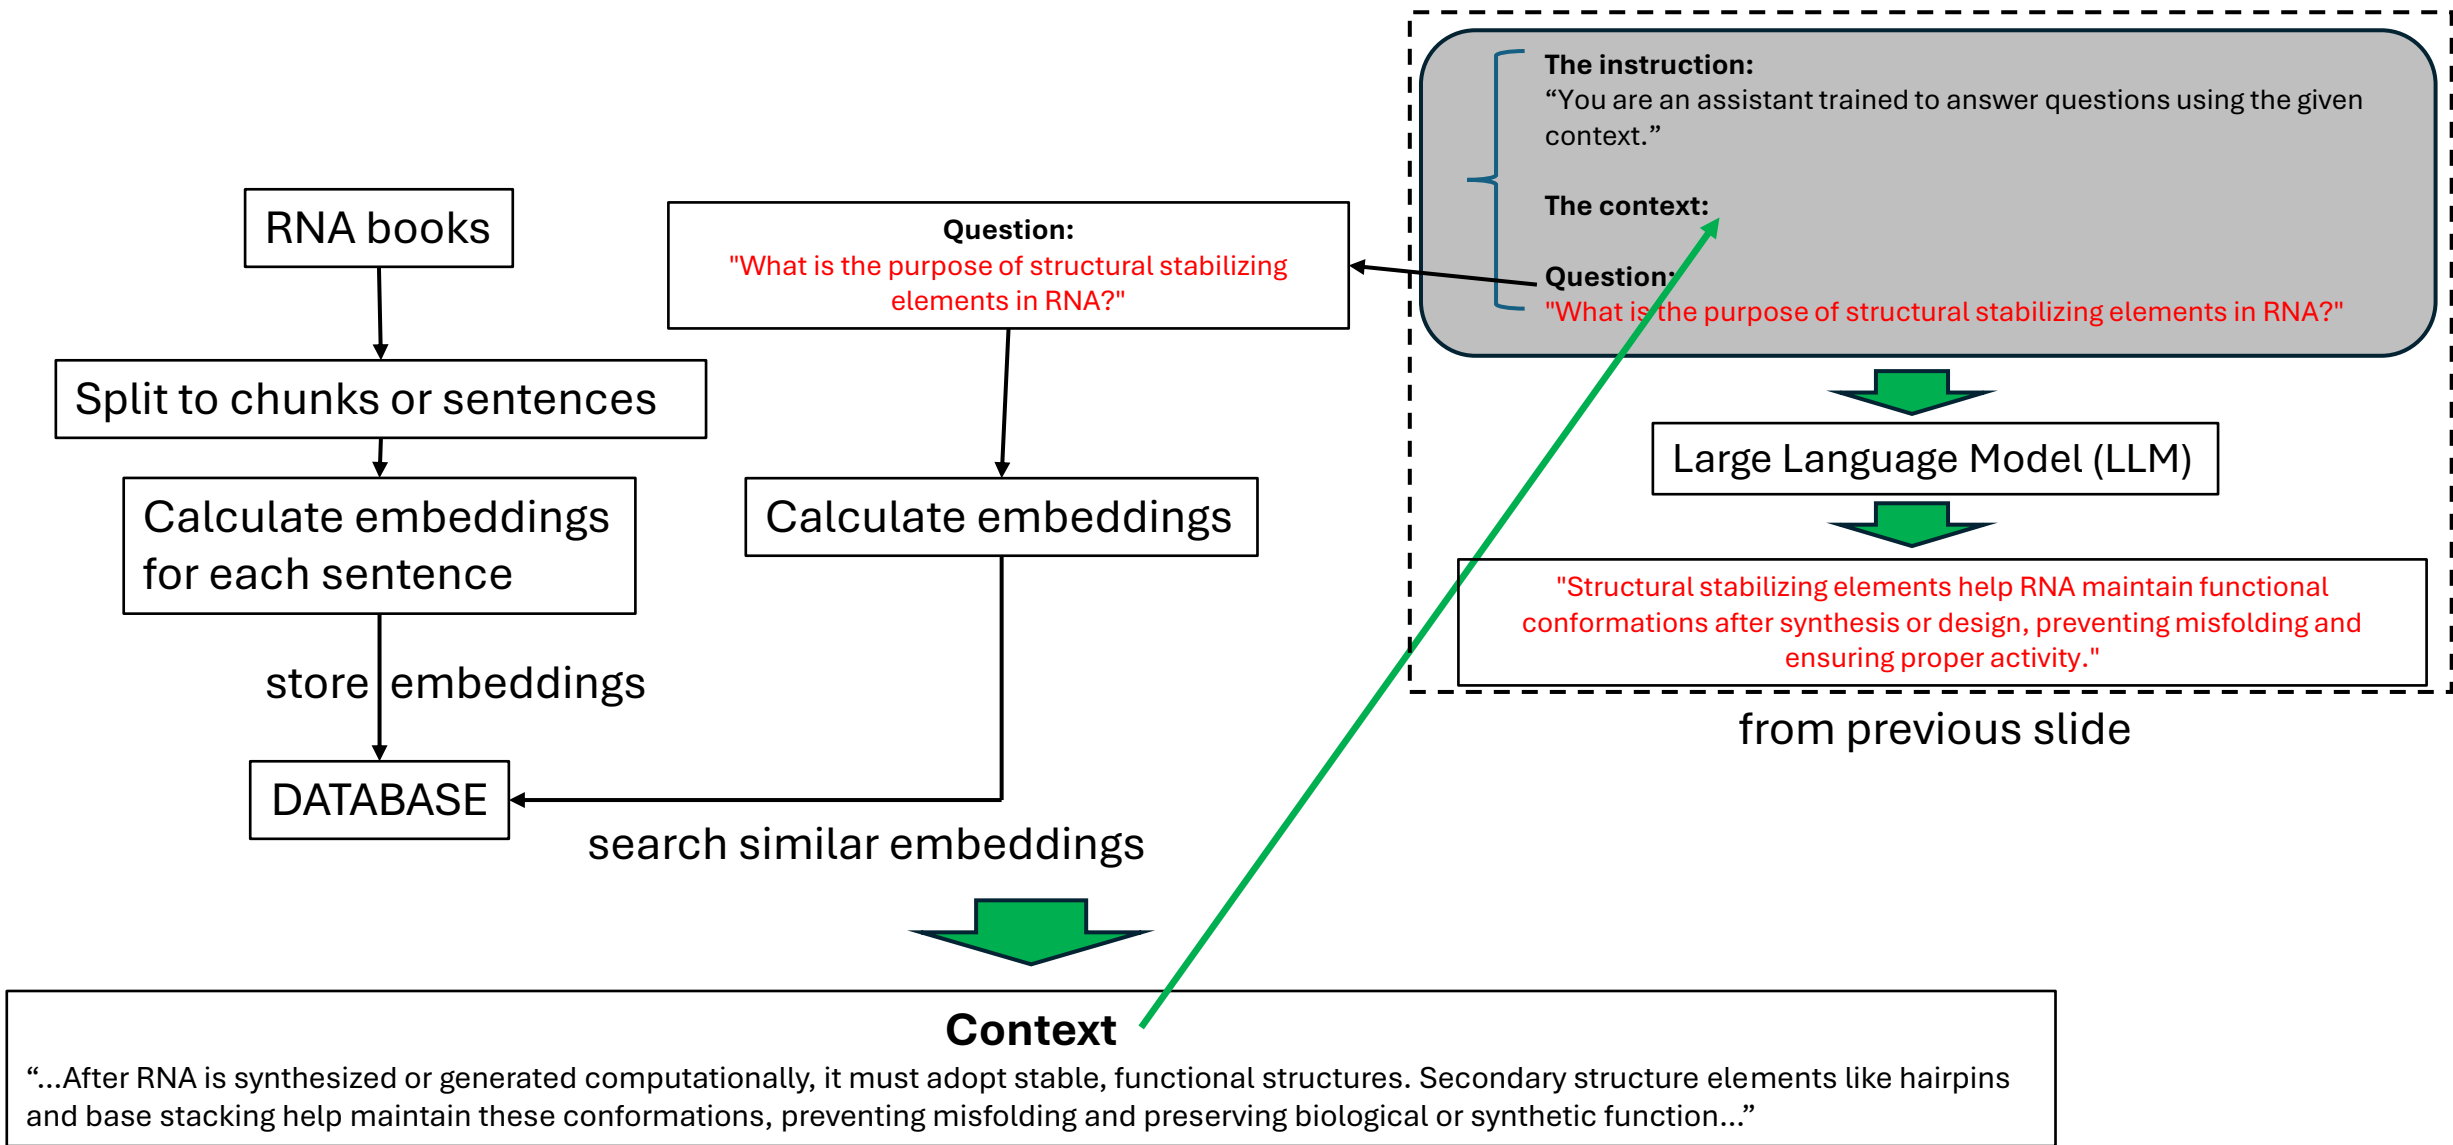 The instruction:
“You are an assistant trained to answer questions using the given
context.”
The context:
Question:
"What is the purpose of structural stabilizing elements in RNA?"
RNA books
Question:
"What is the purpose of structural stabilizing
elements in RNA?"
Split to chunks or sentences
Large Language Model (LLM)
Calculate embeddings
for each sentence
Calculate embeddings
"Structural stabilizing elements help RNA maintain functional
conformations after synthesis or design, preventing misfolding and
ensuring proper activity."
store embeddings
from previous slide
DATABASE
search similar embeddings
Context
“...After RNA is synthesized or generated computationally, it must adopt stable, functional structures. Secondary structure elements like hairpins
and base stacking help maintain these conformations, preventing misfolding and preserving biological or synthetic function...”